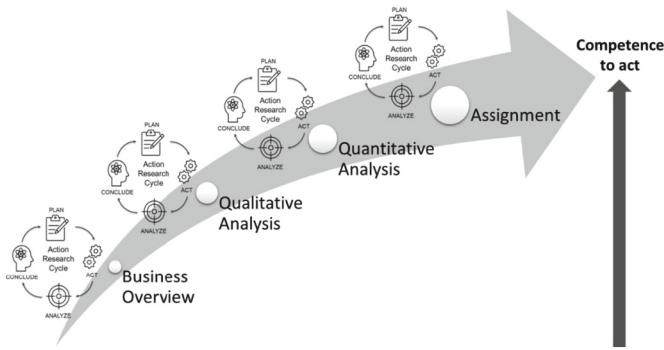 PLAN
Action
Research
Cycle
CONCLUDE
ACT
ANALYZE
Assignment
Competence
to act
PLAN
Action
Research
Cycle
CONCLUDE
ACT
ANALYZE
Quantitative
Analysis
PLAN
Action
Research
Cycle
CONCLUDE
ACT
ANALYZE
Qualitative
Analysis
PLAN
Action
Research
Cycle
CONCLUDE
ACT
ANALYZE
Business
Overview